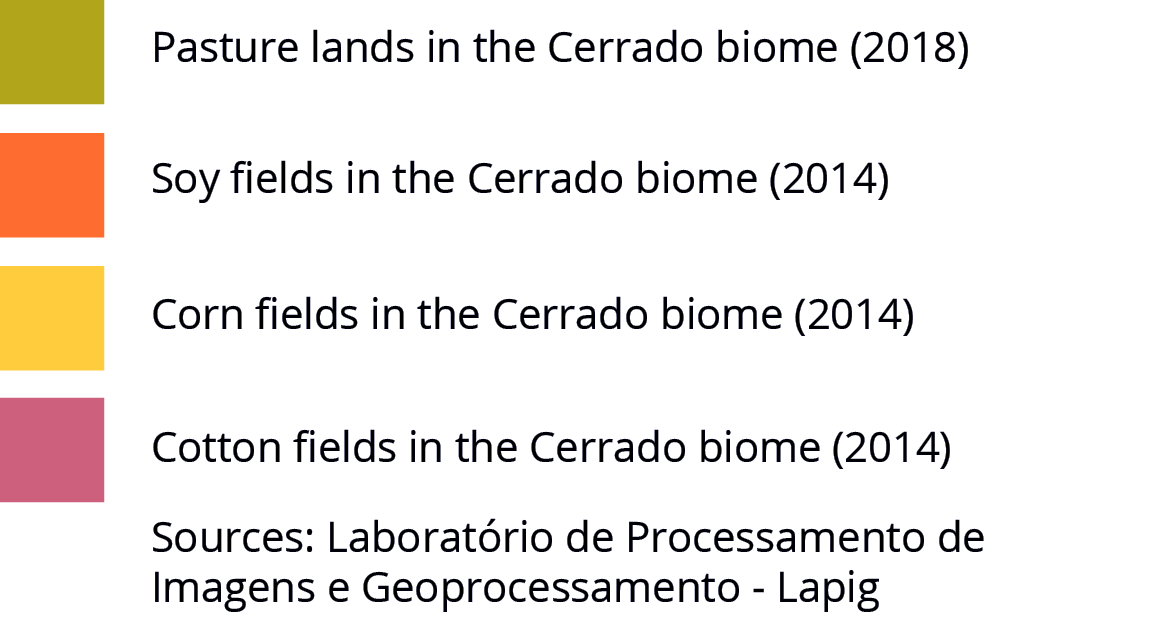 Pasture lands in the Cerrado biome (2018)
Soy fields in the Cerrado biome (2014)
Corn fields in the Cerrado biome (2014)
Cotton fields in the Cerrado biome (2014)
Sources: Laboratório de Processamento de
Imagens e Geoprocessamento - Lapig